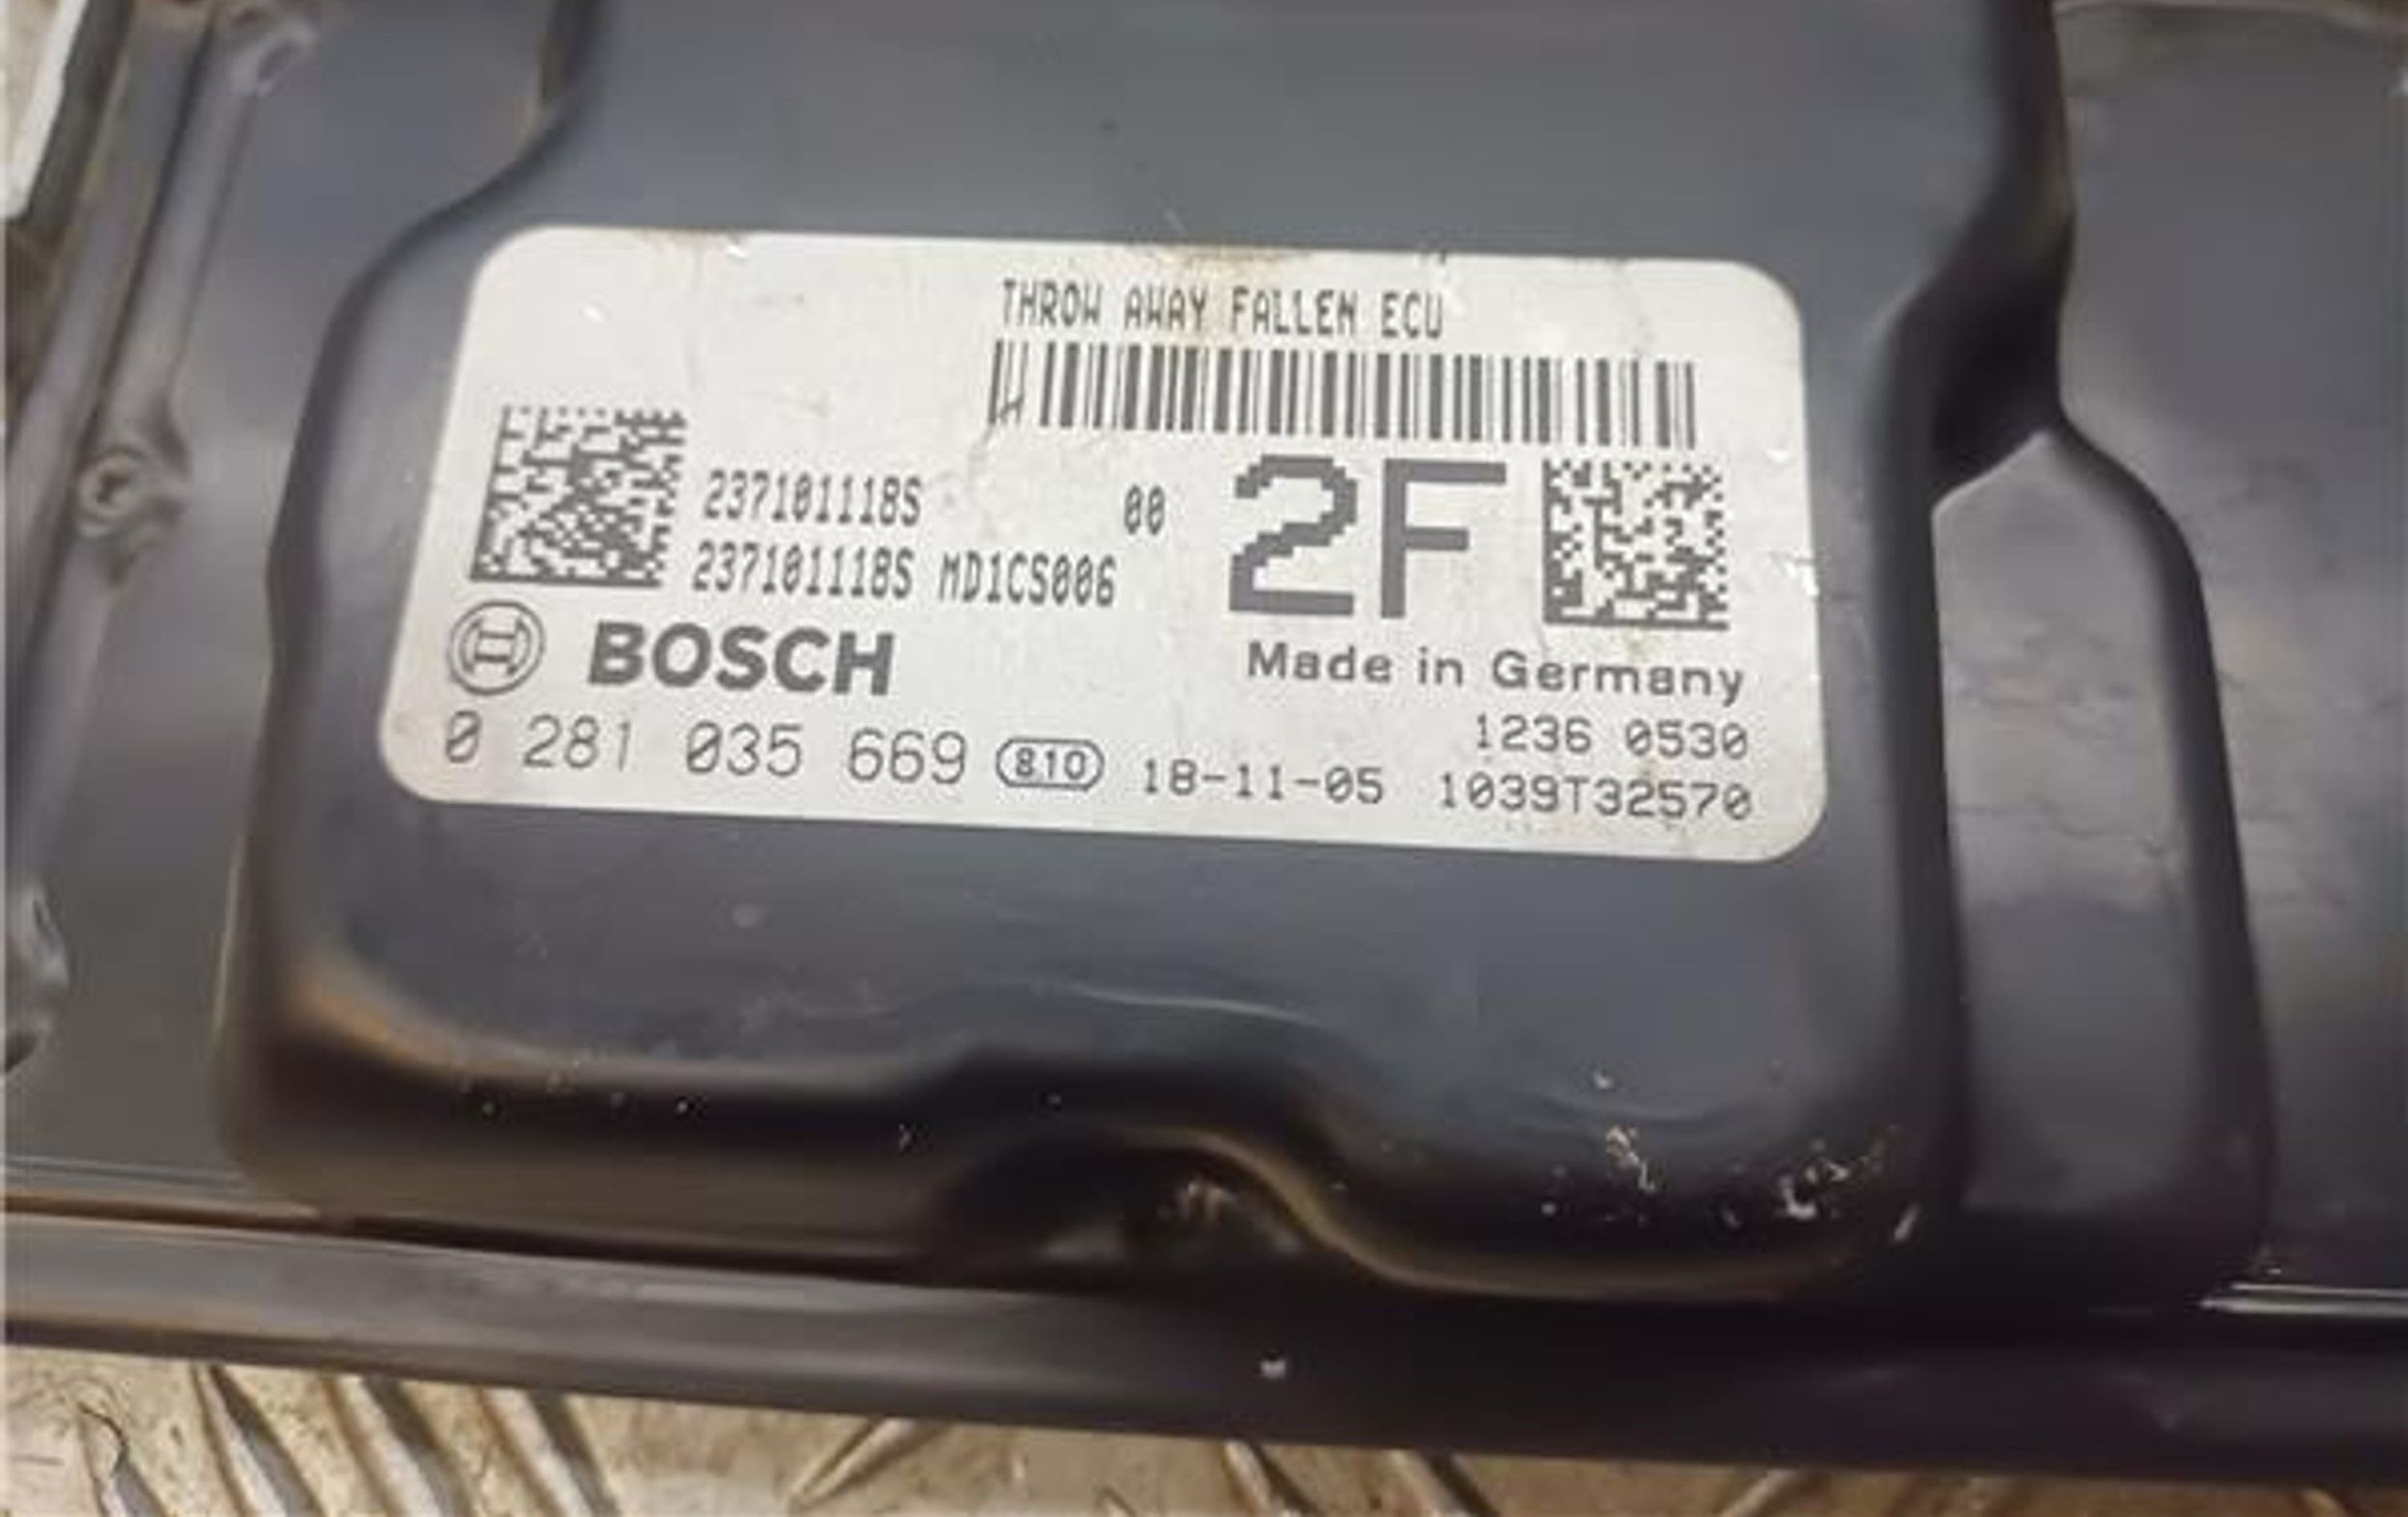 THROW AWAY FALLEN ECU
237101118S 00 2F
237101118S MD1CS006
BOSCH Made in Germany
1236 0530
0 281 035 669 810 18-11-05 1039T32570